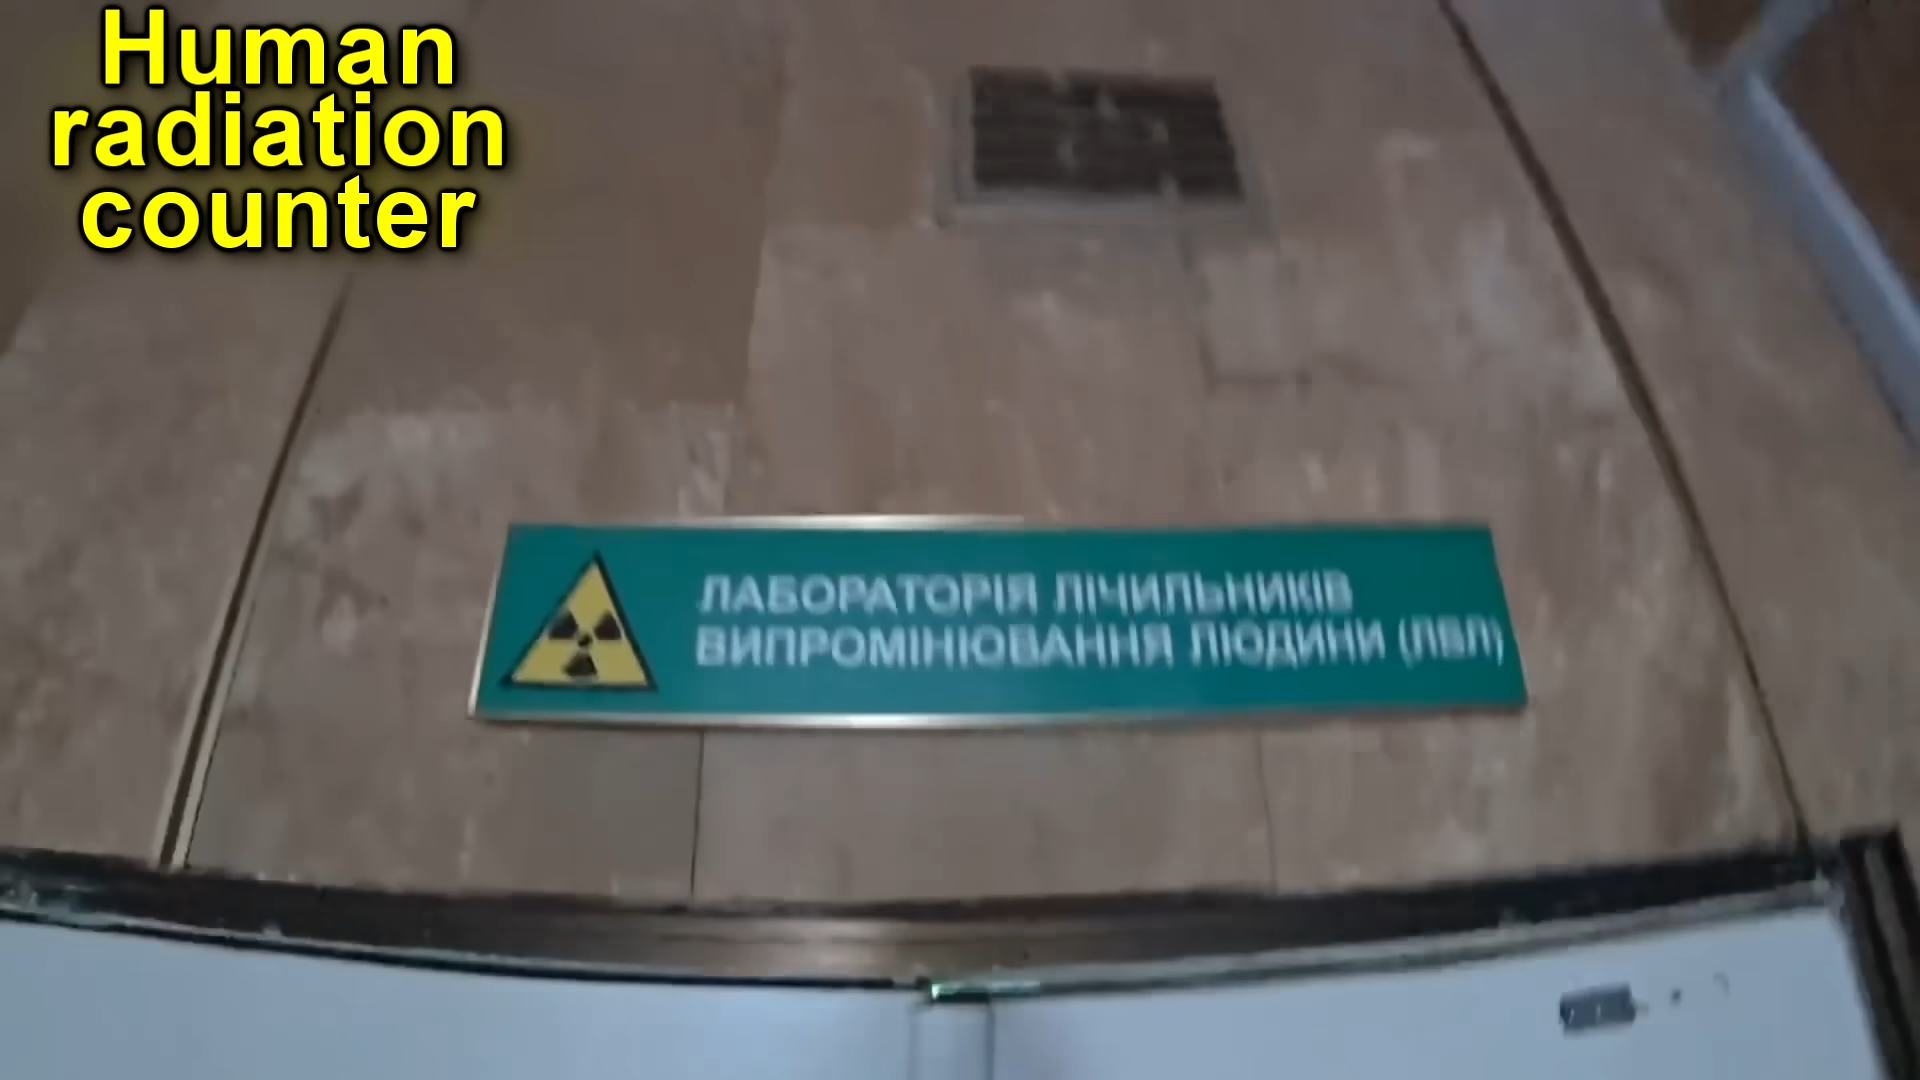 Human
radiation
counter
ЛАБОРАТОРІЯ ЛІЧИЛЬНИКІВ
ВИПРОМІНЮВАННЯ ЛЮДИНИ (ЛВЛ)